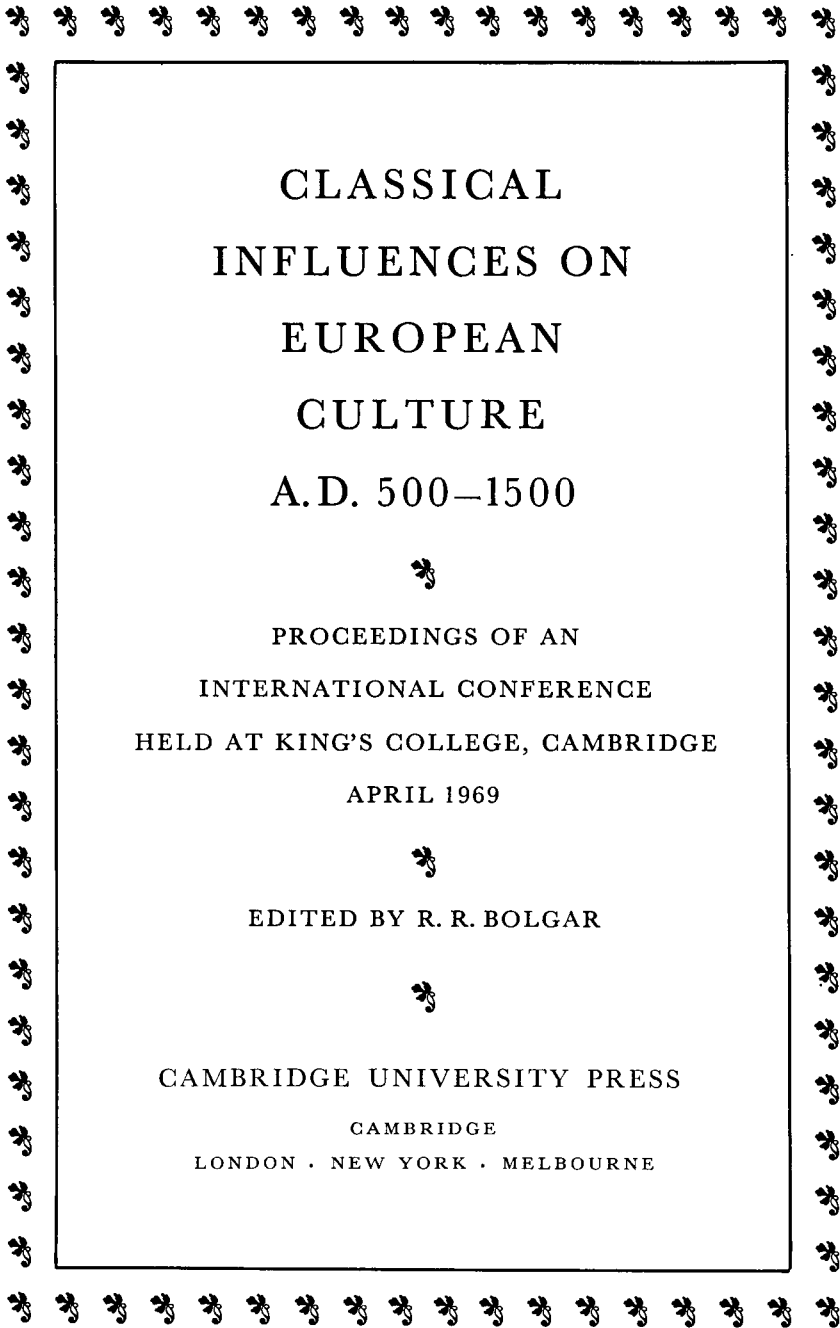 CLASSICAL
INFLUENCES ON
EUROPEAN
CULTURE
A.D. 500–1500
PROCEEDINGS OF AN
INTERNATIONAL CONFERENCE
HELD AT KING'S COLLEGE, CAMBRIDGE
APRIL 1969
EDITED BY R. R. BOLGAR
CAMBRIDGE UNIVERSITY PRESS
CAMBRIDGE
LONDON . NEW YORK . MELBOURNE